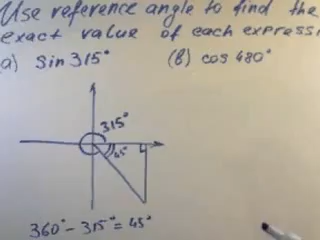 Use reference angle to find the
exact value of each
a) sin 315°
(b) cos 480°
315°
45°
360° - 315° = 45°